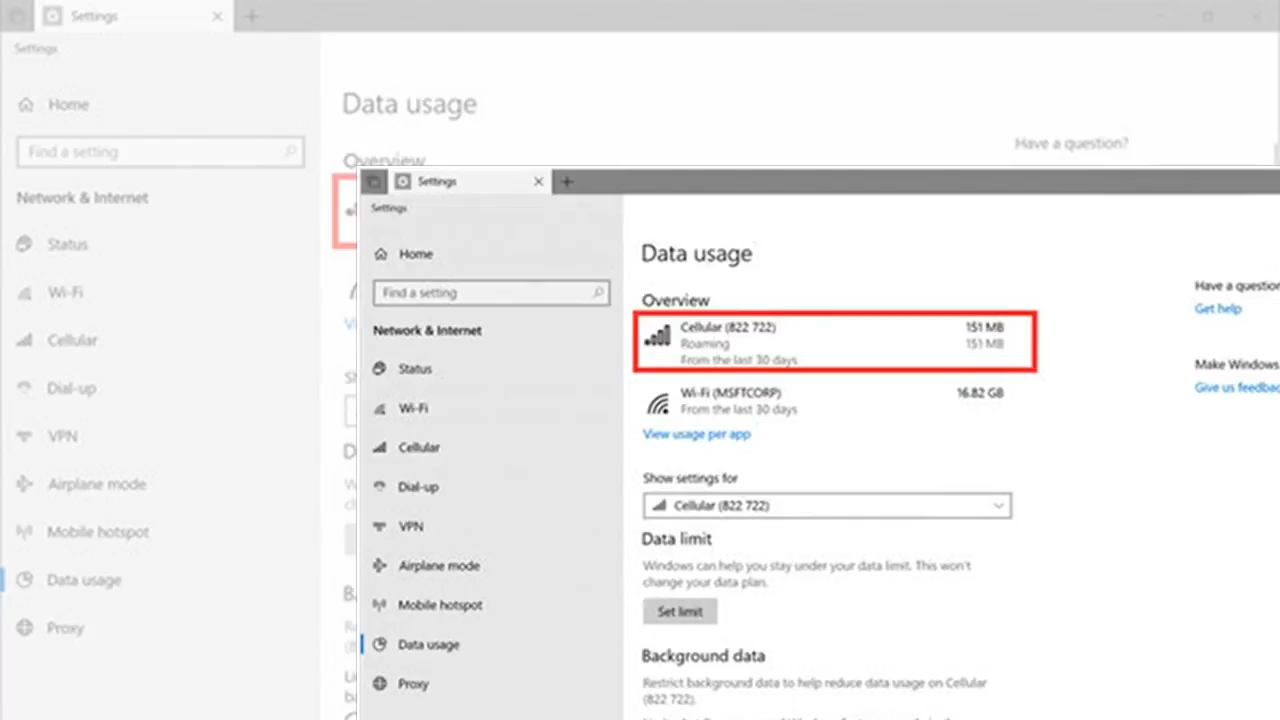 Settings
Settings
Home
Find a setting
Network & Internet
Status
Wi-Fi
Cellular
Dial-up
VPN
Airplane mode
Mobile hotspot
Data usage
Proxy
Data usage
Overview
Have a question?
Settings
Settings
Home
Find a setting
Network & Internet
Status
Wi-Fi
Cellular
Dial-up
VPN
Airplane mode
Mobile hotspot
Data usage
Proxy
Data usage
Overview
Cellular (822 722) 151 MB
Roaming 151 MB
From the last 30 days
Wi-Fi (MSFTCORP) 16.82 GB
From the last 30 days
View usage per app
Show settings for
Cellular (822 722)
Data limit
Windows can help you stay under your data limit. This won't
change your data plan.
Set limit
Background data
Restrict background data to help reduce data usage on Cellular
(822 722).
Have a question
Get help
Make Windows
Give us feedbac